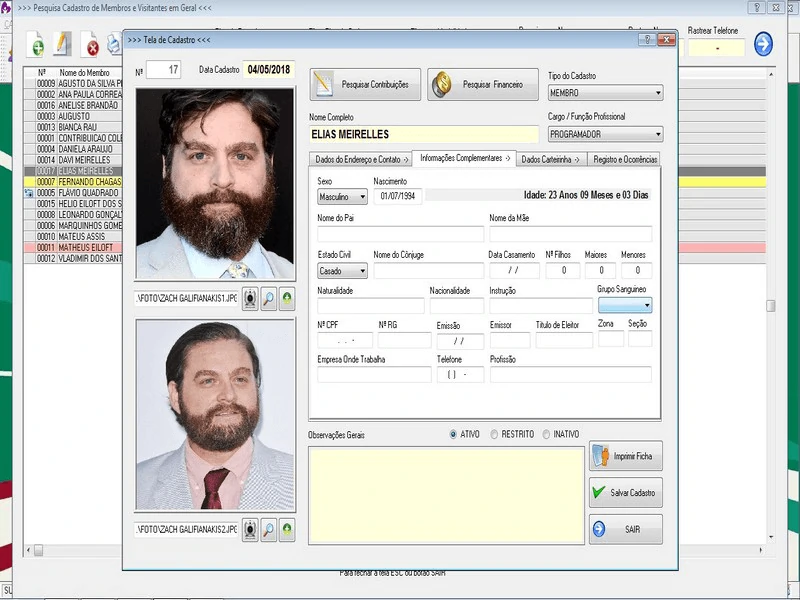 >>> Pesquisa Cadastro de Membros e Visitantes em Geral <<<
Rastrear Telefone
-
Nº Nome do Membro
00009 AGUSTO DA SILVA P
00002 ANA PAULA CORREA
00016 ANELISE BRANDÃO
00003 AUGUSTO
00013 BIANCA RAU
00001 CONTRIBUICAO COLE
00004 DANIELA ARAUJO
00014 DAVI MEIRELLES
00017 ELIAS MEIRELLES
00007 FERNANDO CHAGAS
00005 FLÁVIO QUADRADO
00015 HELIO EILOFT DOS S
00008 LEONARDO GONÇAL
00006 MARQUINHOS GOME
00010 MATEUS ASSIS
00011 MATHEUS EILOFT
00012 VLADIMIR DOS SANT
>>> Tela de Cadastro <<<
Nº 17 Data Cadastro 04/05/2018
Pesquisar Contribuições
Pesquisar Financeiro
Tipo do Cadastro
MEMBRO
Nome Completo
ELIAS MEIRELLES
Cargo / Função Profissional
PROGRAMADOR
Dados do Endereço e Contato -> Informações Complementares -> Dados Carteirinha -> Registro e Ocorrências
Sexo Nascimento
Masculino 01/07/1994 Idade: 23 Anos 09 Meses e 03 Dias
Nome do Pai Nome da Mãe
Estado Civil Nome do Cônjuge Data Casamento Nº Filhos Maiores Menores
Casado / / 0 0 0
Naturalidade Nacionalidade Instrução Grupo Sanguineo
Nº CPF Nº RG Emissão Emissor Titulo de Eleitor Zona Seção
. . - / /
Empresa Onde Trabalha Telefone Profissão
( ) -
.\FOTO\ZACH GALIFIANAKIS1.JPG
.\FOTO\ZACH GALIFIANAKIS2.JPG
Observações Gerais ATIVO RESTRITO INATIVO
Imprimir Ficha
Salvar Cadastro
SAIR
Para fechar a tela ESC ou botão SAIR